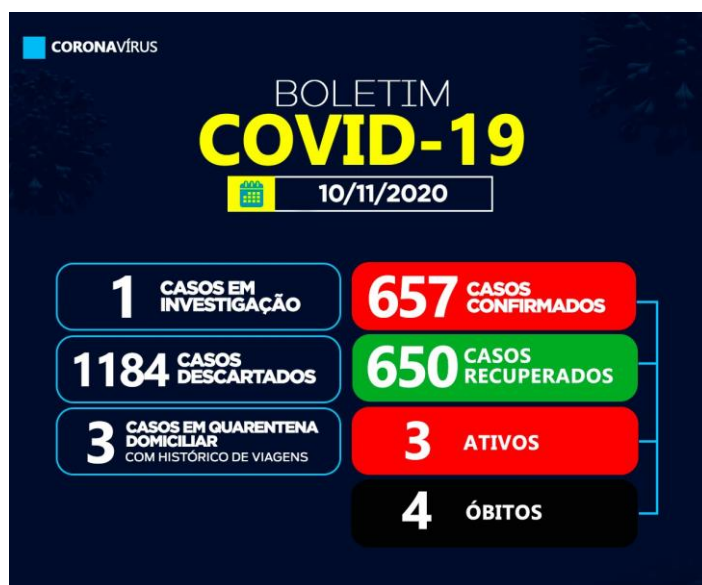 CORONAVÍRUS
BOLETIM
COVID-19
10/11/2020
1 CASOS EM
INVESTIGAÇÃO
1184 CASOS
DESCARTADOS
3 CASOS EM QUARENTENA
DOMICILIAR
COM HISTÓRICO DE VIAGENS
657 CASOS
CONFIRMADOS
650 CASOS
RECUPERADOS
3 ATIVOS
4 ÓBITOS